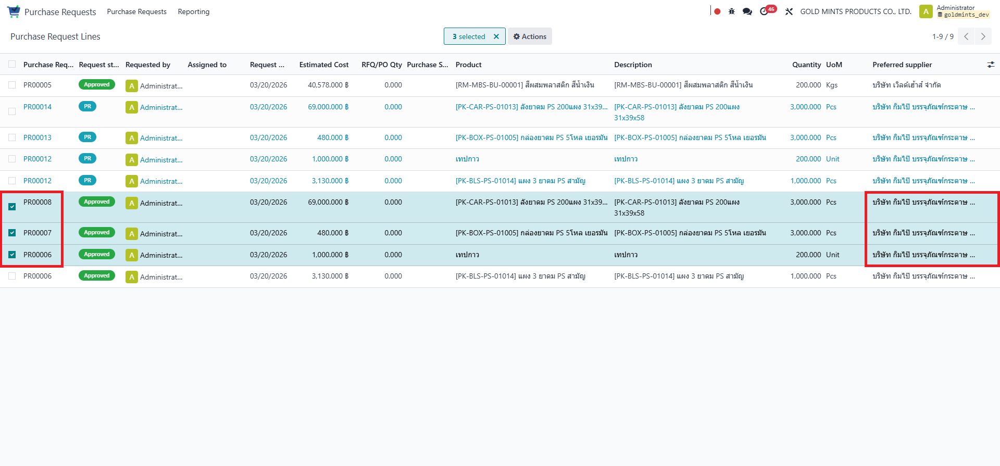 Purchase Requests Purchase Requests Reporting 46 GOLD MINTS PRODUCTS CO., LTD. A Administrator
goldmints_dev
Purchase Request Lines 3 selected × Actions 1-9 / 9
Purchase Req... Request st... Requested by Assigned to Request ... Estimated Cost RFQ/PO Qty Purchase S... Product Description Quantity UoM Preferred supplier
PR00005 Approved A Administrat... 03/20/2026 40,578.000 ฿ 0.000 [RM-MBS-BU-00001] สีผสมพลาสติก สีน้ำเงิน [RM-MBS-BU-00001] สีผสมพลาสติก สีน้ำเงิน 200.000 Kgs บริษัท เวิลด์เฮ้าส์ จำกัด
PR00014 PR A Administrat... 03/20/2026 69,000.000 ฿ 0.000 [PK-CAR-PS-01013] ลังยาดม PS 200แผง 31x39... [PK-CAR-PS-01013] ลังยาดม PS 200แผง 3,000.000 Pcs บริษัท กิมไป๊ บรรจุภัณฑ์กระดาษ ...
31x39x58
PR00013 PR A Administrat... 03/20/2026 480.000 ฿ 0.000 [PK-BOX-PS-01005] กล่องยาดม PS 5โหล เยอรมัน [PK-BOX-PS-01005] กล่องยาดม PS 5โหล เยอรมัน 3,000.000 Pcs บริษัท กิมไป๊ บรรจุภัณฑ์กระดาษ ...
PR00012 PR A Administrat... 03/20/2026 1,000.000 ฿ 0.000 เทปกาว เทปกาว 200.000 Unit บริษัท กิมไป๊ บรรจุภัณฑ์กระดาษ ...
PR00012 PR A Administrat... 03/20/2026 3,130.000 ฿ 0.000 [PK-BLS-PS-01014] แผง 3 ยาดม PS สามัญ [PK-BLS-PS-01014] แผง 3 ยาดม PS สามัญ 1,000.000 Pcs บริษัท กิมไป๊ บรรจุภัณฑ์กระดาษ ...
PR00008 Approved A Administrat... 03/20/2026 69,000.000 ฿ 0.000 [PK-CAR-PS-01013] ลังยาดม PS 200แผง 31x39... [PK-CAR-PS-01013] ลังยาดม PS 200แผง 3,000.000 Pcs บริษัท กิมไป๊ บรรจุภัณฑ์กระดาษ ...
31x39x58
PR00007 Approved A Administrat... 03/20/2026 480.000 ฿ 0.000 [PK-BOX-PS-01005] กล่องยาดม PS 5โหล เยอรมัน [PK-BOX-PS-01005] กล่องยาดม PS 5โหล เยอรมัน 3,000.000 Pcs บริษัท กิมไป๊ บรรจุภัณฑ์กระดาษ ...
PR00006 Approved A Administrat... 03/20/2026 1,000.000 ฿ 0.000 เทปกาว เทปกาว 200.000 Unit บริษัท กิมไป๊ บรรจุภัณฑ์กระดาษ ...
PR00006 Approved A Administrat... 03/20/2026 3,130.000 ฿ 0.000 [PK-BLS-PS-01014] แผง 3 ยาดม PS สามัญ [PK-BLS-PS-01014] แผง 3 ยาดม PS สามัญ 1,000.000 Pcs บริษัท กิมไป๊ บรรจุภัณฑ์กระดาษ ...